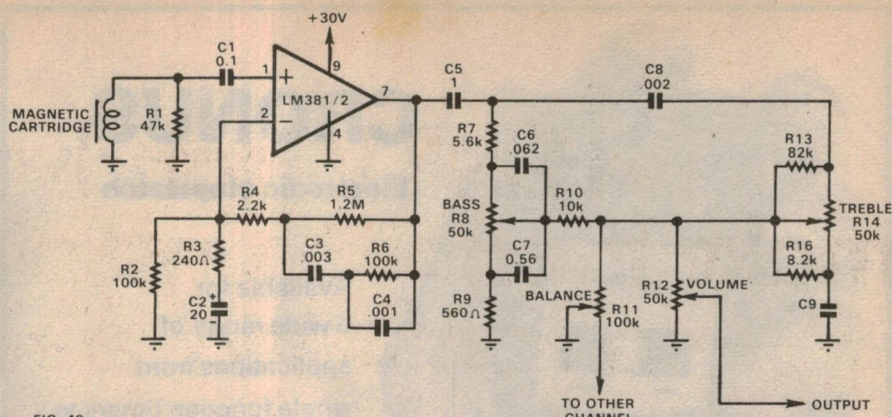 +30V
C1
0.1
1
9
LM381/2
7
2
4
MAGNETIC
CARTRIDGE
R1
47k
C5
1
C8
.002
R7
5.6k
C6
.062
R13
82k
R4
2.2k
R5
1.2M
BASS
R8
50k
R10
10k
TREBLE
R14
50k
R2
100k
R3
240Ω
C3
.003
R6
100k
C7
0.56
R16
8.2k
C2
20
C4
.001
R9
560Ω
BALANCE
R11
100k
R12
50k
VOLUME
C9
TO OTHER
CHANNEL
OUTPUT